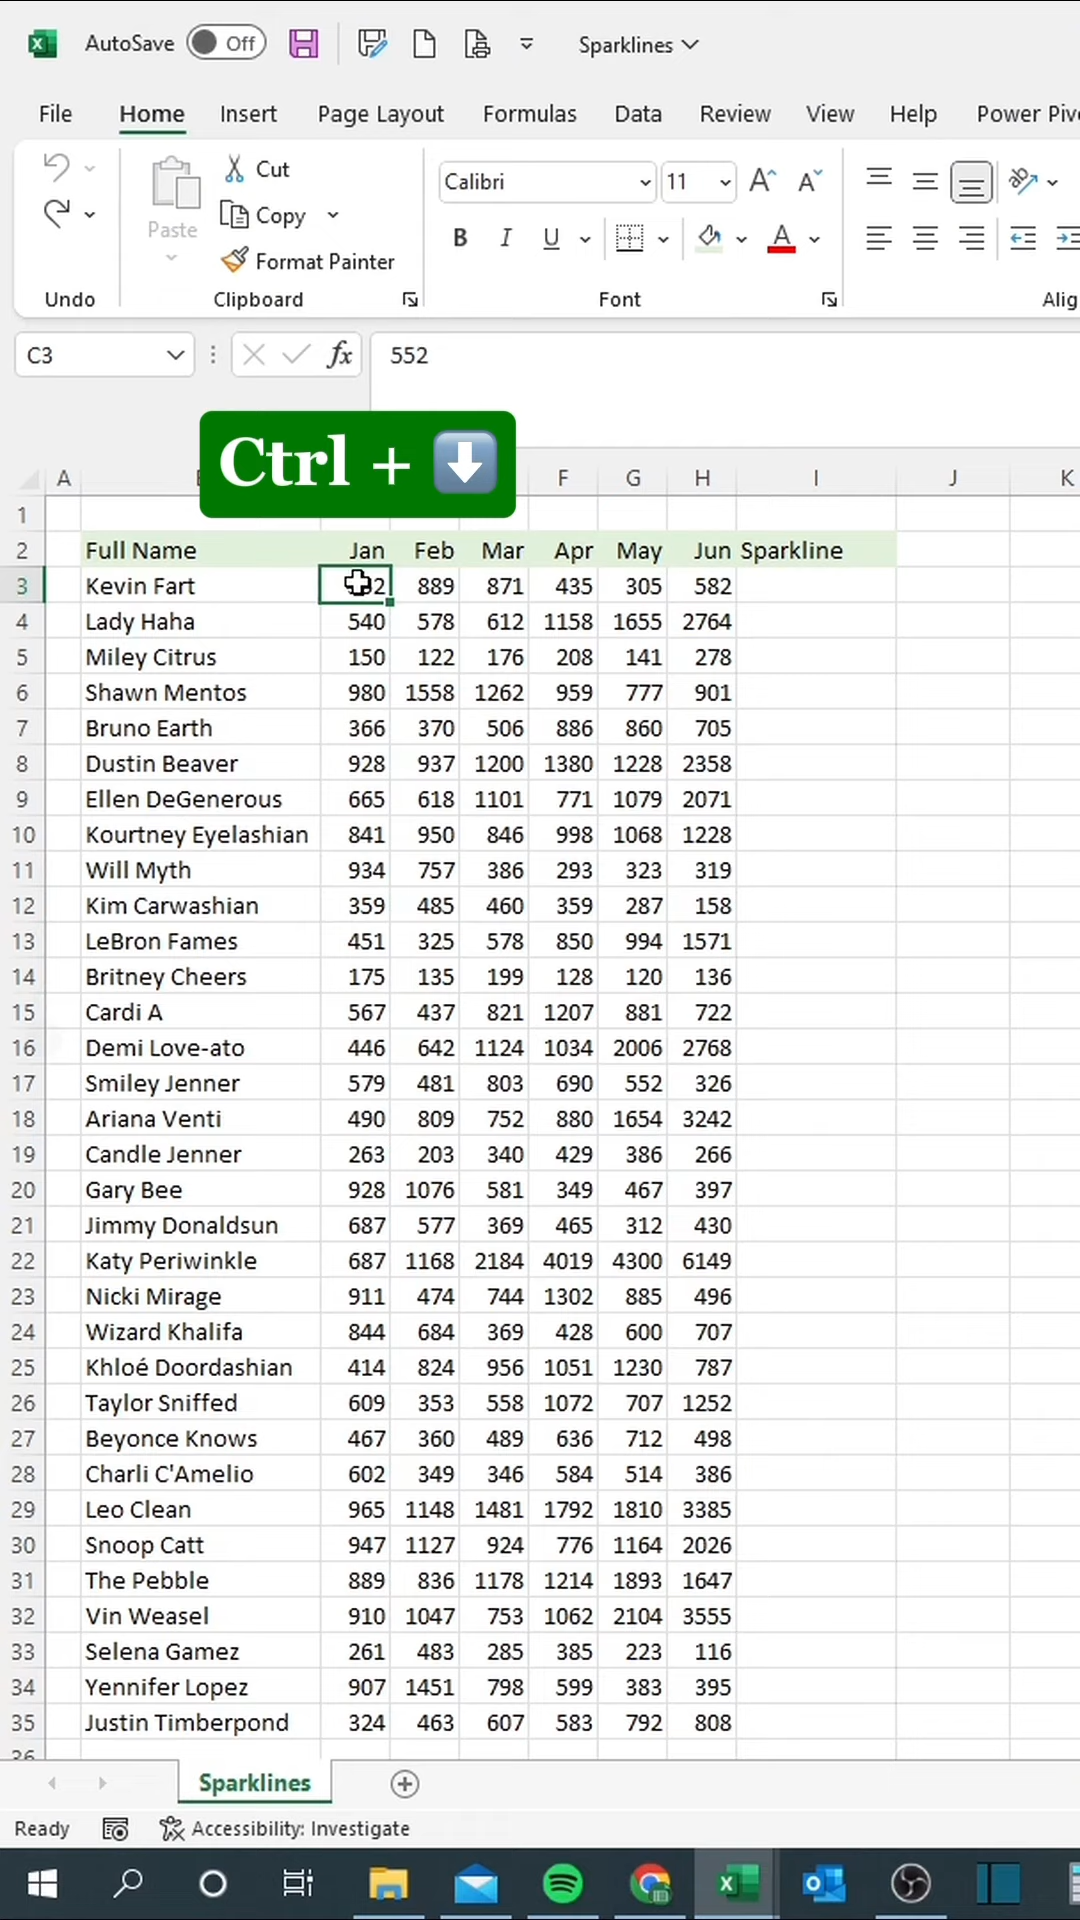 AutoSave Off Sparklines
File Home Insert Page Layout Formulas Data Review View Help Power Piv
Paste Cut
Copy
Format Painter
Calibri 11
B I U A
Undo Clipboard Font Alig
C3 fx 552
Ctrl + ⬇
A F G H I J K
1
2 Full Name Jan Feb Mar Apr May Jun Sparkline
3 Kevin Fart 2 889 871 435 305 582
4 Lady Haha 540 578 612 1158 1655 2764
5 Miley Citrus 150 122 176 208 141 278
6 Shawn Mentos 980 1558 1262 959 777 901
7 Bruno Earth 366 370 506 886 860 705
8 Dustin Beaver 928 937 1200 1380 1228 2358
9 Ellen DeGenerous 665 618 1101 771 1079 2071
10 Kourtney Eyelashian 841 950 846 998 1068 1228
11 Will Myth 934 757 386 293 323 319
12 Kim Carwashian 359 485 460 359 287 158
13 LeBron Fames 451 325 578 850 994 1571
14 Britney Cheers 175 135 199 128 120 136
15 Cardi A 567 437 821 1207 881 722
16 Demi Love-ato 446 642 1124 1034 2006 2768
17 Smiley Jenner 579 481 803 690 552 326
18 Ariana Venti 490 809 752 880 1654 3242
19 Candle Jenner 263 203 340 429 386 266
20 Gary Bee 928 1076 581 349 467 397
21 Jimmy Donaldsun 687 577 369 465 312 430
22 Katy Periwinkle 687 1168 2184 4019 4300 6149
23 Nicki Mirage 911 474 744 1302 885 496
24 Wizard Khalifa 844 684 369 428 600 707
25 Khloé Doordashian 414 824 956 1051 1230 787
26 Taylor Sniffed 609 353 558 1072 707 1252
27 Beyonce Knows 467 360 489 636 712 498
28 Charli C'Amelio 602 349 346 584 514 386
29 Leo Clean 965 1148 1481 1792 1810 3385
30 Snoop Catt 947 1127 924 776 1164 2026
31 The Pebble 889 836 1178 1214 1893 1647
32 Vin Weasel 910 1047 753 1062 2104 3555
33 Selena Gamez 261 483 285 385 223 116
34 Yennifer Lopez 907 1451 798 599 383 395
35 Justin Timberpond 324 463 607 583 792 808
Sparklines
Ready Accessibility: Investigate